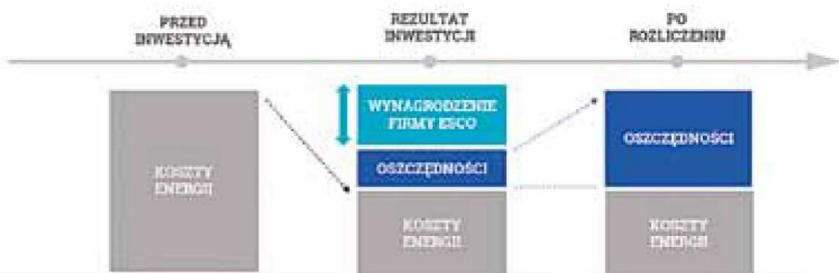 PRZED
INWESTYCJĄ
REZULTAT
INWESTYCJI
PO
ROZLICZENIU
KOSZTY
ENERGII
WYNAGRODZENIE
FIRMY ESCO
OSZCZĘDNOŚCI
KOSZTY
ENERGII
OSZCZĘDNOŚCI
KOSZTY
ENERGII